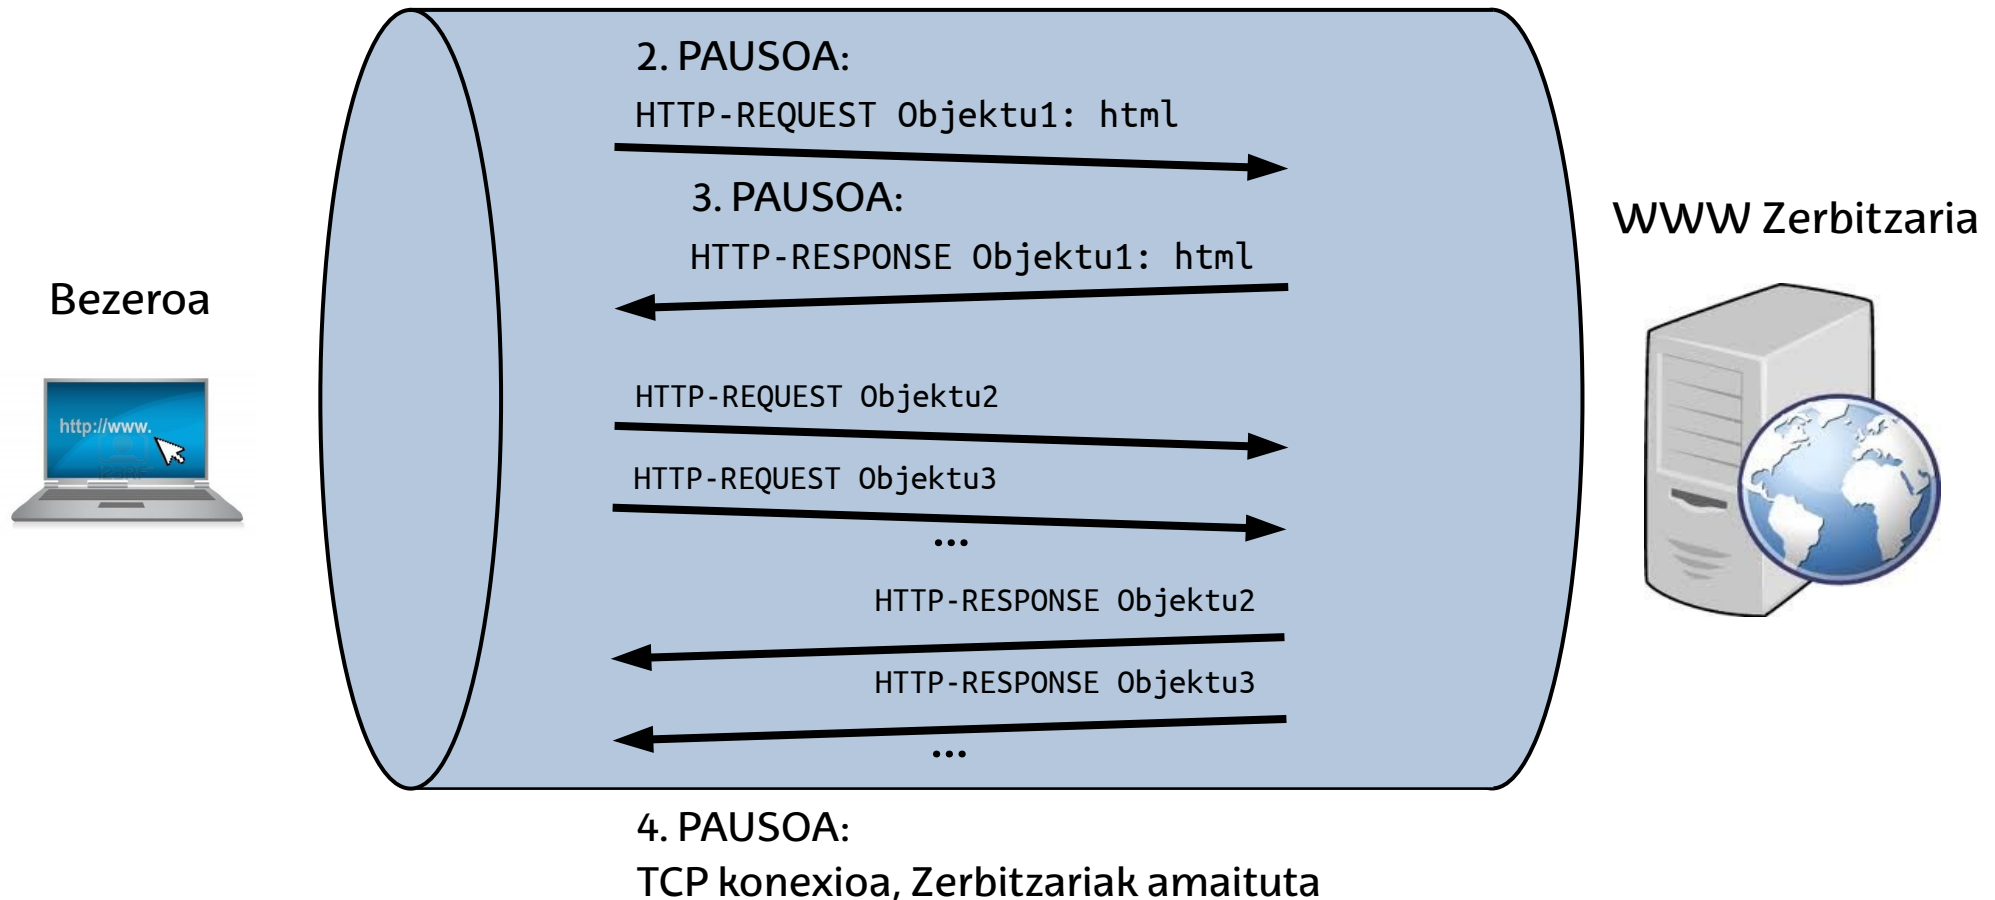 2. PAUSOA:
HTTP-REQUEST Objektu1: html
3. PAUSOA:
HTTP-RESPONSE Objektu1: html
WWW Zerbitzaria
Bezeroa
http://www.
HTTP-REQUEST Objektu2
HTTP-REQUEST Objektu3
...
HTTP-RESPONSE Objektu2
HTTP-RESPONSE Objektu3
...
4. PAUSOA:
TCP konexioa, Zerbitzariak amaituta